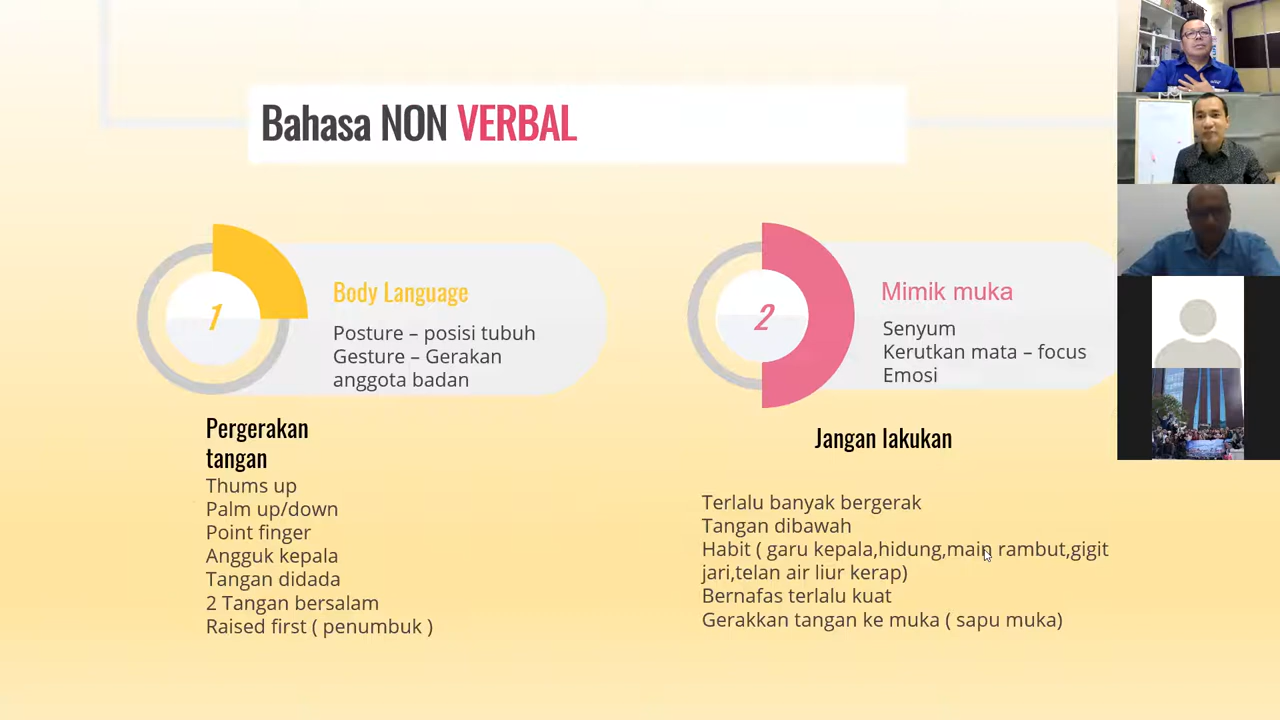 Bahasa NON VERBAL
1
Body Language
Posture – posisi tubuh
Gesture – Gerakan
anggota badan
Pergerakan
tangan
Thums up
Palm up/down
Point finger
Angguk kepala
Tangan didada
2 Tangan bersalam
Raised first ( penumbuk )
2
Mimik muka
Senyum
Kerutkan mata – focus
Emosi
Jangan lakukan
Terlalu banyak bergerak
Tangan dibawah
Habit ( garu kepala,hidung,main rambut,gigit
jari,telan air liur kerap)
Bernafas terlalu kuat
Gerakkan tangan ke muka ( sapu muka)